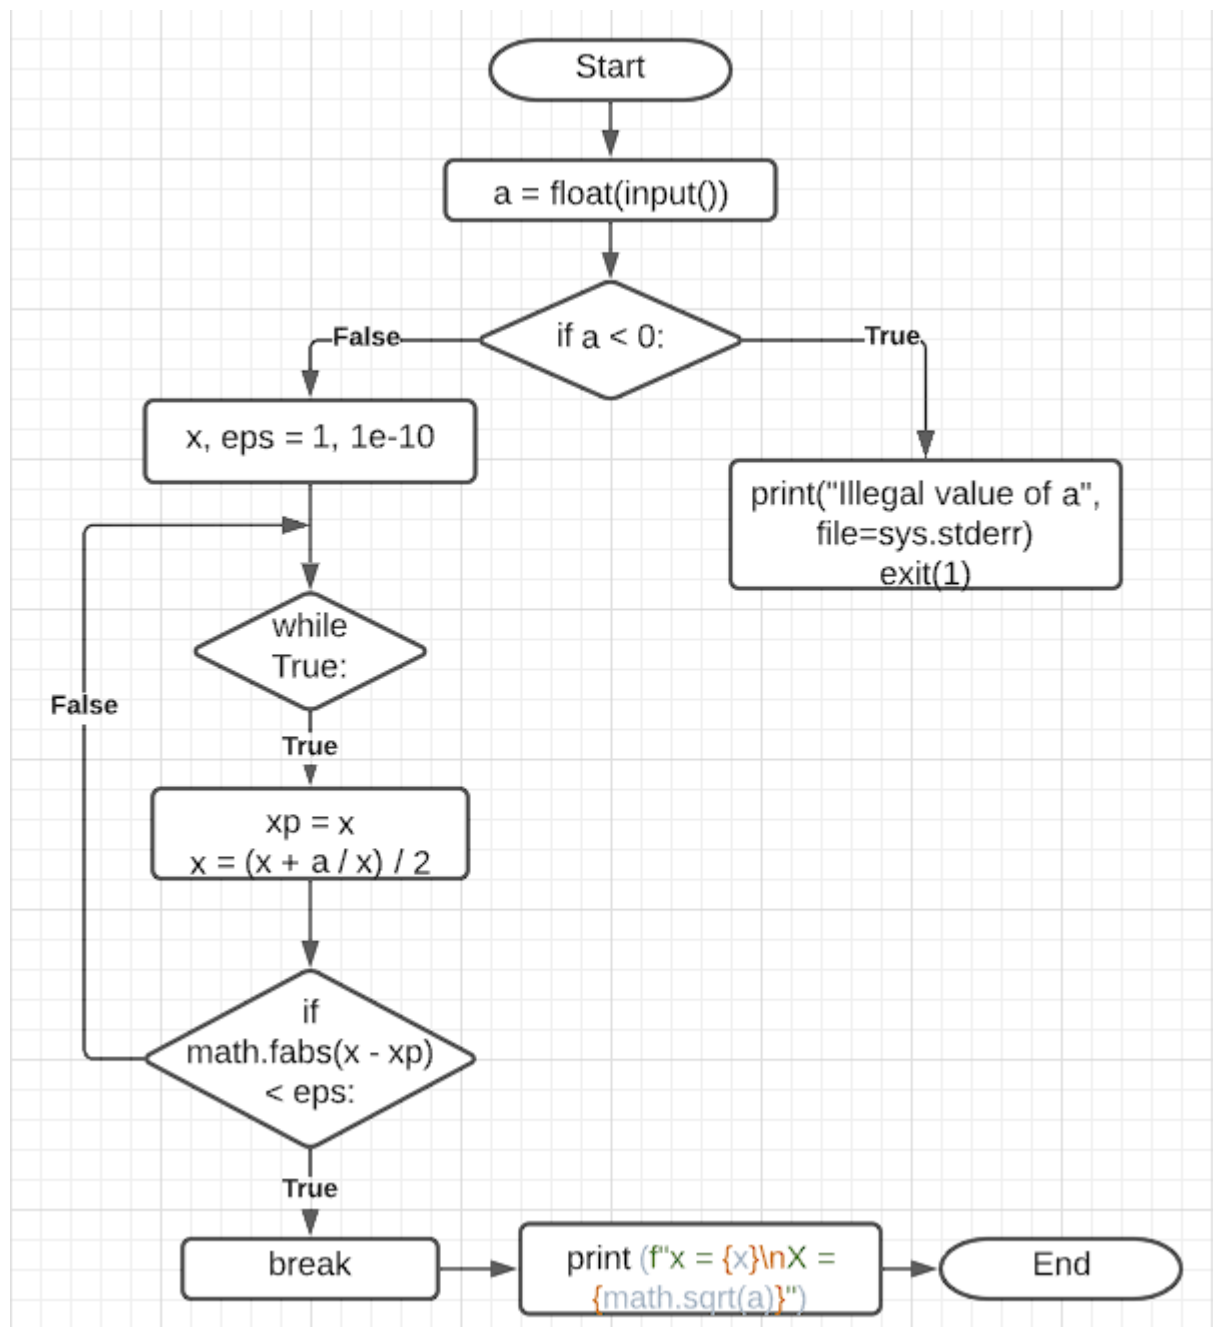 Start
a = float(input())
if a < 0:
False
True
x, eps = 1, 1e-10
print("Illegal value of a",
file=sys.stderr)
exit(1)
while
True:
False
True
xp = x
x = (x + a / x) / 2
if
math.fabs(x - xp)
< eps:
True
break
print (f"x = {x}\nX =
{math.sqrt(a)}")
End